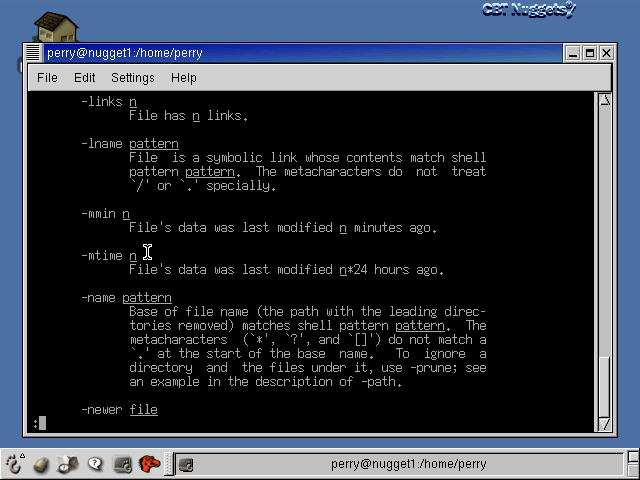 CBT Nuggets
perry@nugget1:/home/perry
File Edit Settings Help
-links n
File has n links.
-lname pattern
File is a symbolic link whose contents match shell
pattern pattern. The metacharacters do not treat
`/' or `.' specially.
-mmin n
File's data was last modified n minutes ago.
-mtime n
File's data was last modified n*24 hours ago.
-name pattern
Base of file name (the path with the leading direc-
tories removed) matches shell pattern pattern. The
metacharacters (`*', `?', and `[]') do not match a
`.' at the start of the base name. To ignore a
directory and the files under it, use -prune; see
an example in the description of -path.
-newer file
:
perry@nugget1:/home/perry